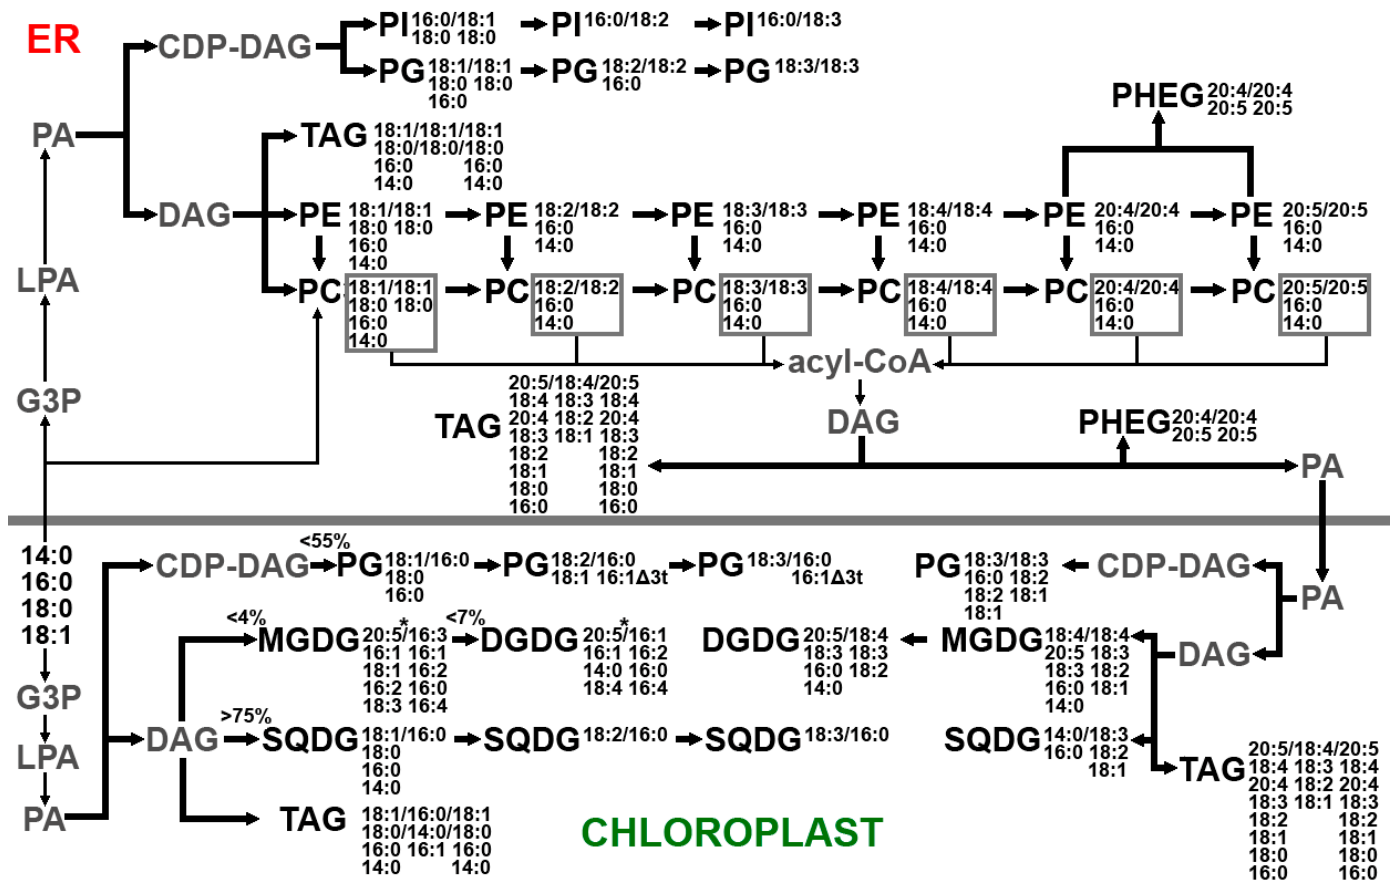 ER
CDP-DAG
PI 16:0/18:1
18:0 18:0
PI 16:0/18:2
PI 16:0/18:3
PG 18:1/18:1
18:0 18:0
16:0
PG 18:2/18:2
16:0
PG 18:3/18:3
PHEG 20:4/20:4
20:5 20:5
PA
TAG 18:1/18:1/18:1
18:0/18:0/18:0
16:0 16:0
14:0 14:0
DAG
PE 18:1/18:1
18:0 18:0
16:0
14:0
PE 18:2/18:2
16:0
14:0
PE 18:3/18:3
16:0
14:0
PE 18:4/18:4
16:0
14:0
PE 20:4/20:4
16:0
14:0
PE 20:5/20:5
16:0
14:0
LPA
PC 18:1/18:1
18:0 18:0
16:0
14:0
PC 18:2/18:2
16:0
14:0
PC 18:3/18:3
16:0
14:0
PC 18:4/18:4
16:0
14:0
PC 20:4/20:4
16:0
14:0
PC 20:5/20:5
16:0
14:0
acyl-CoA
G3P
TAG
20:5/18:4/20:5
18:4 18:3 18:4
20:4 18:2 20:4
18:3 18:1 18:3
18:2 18:2
18:1 18:1
18:0 18:0
16:0 16:0
DAG
PHEG 20:4/20:4
20:5 20:5
PA
14:0
16:0
18:0
18:1
CDP-DAG
<55%
PG 18:1/16:0
18:0
16:0
PG 18:2/16:0
18:1 16:1Δ3t
PG 18:3/16:0
16:1Δ3t
PG 18:3/18:3
16:0 18:2
18:2 18:1
18:1
CDP-DAG
PA
<4%
*
MGDG 20:5/16:3
16:1 16:1
18:1 16:2
16:2 16:0
18:3 16:4
<7%
*
DGDG 20:5/16:1
16:1 16:2
14:0 16:0
18:4 16:4
DGDG 20:5/18:4
18:3 18:3
16:0 18:2
14:0
MGDG 18:4/18:4
20:5 18:3
18:3 18:2
16:0 18:1
14:0
DAG
G3P
LPA
PA
DAG
>75%
SQDG 18:1/16:0
18:0
16:0
14:0
SQDG 18:2/16:0
SQDG 18:3/16:0
SQDG 14:0/18:3
16:0 18:2
18:1
TAG 20:5/18:4/20:5
18:4 18:3 18:4
20:4 18:2 20:4
18:3 18:1 18:3
18:2 18:2
18:1 18:1
18:0 18:0
16:0 16:0
TAG 18:1/16:0/18:1
18:0/14:0/18:0
16:0 16:1 16:0
14:0 14:0
CHLOROPLAST